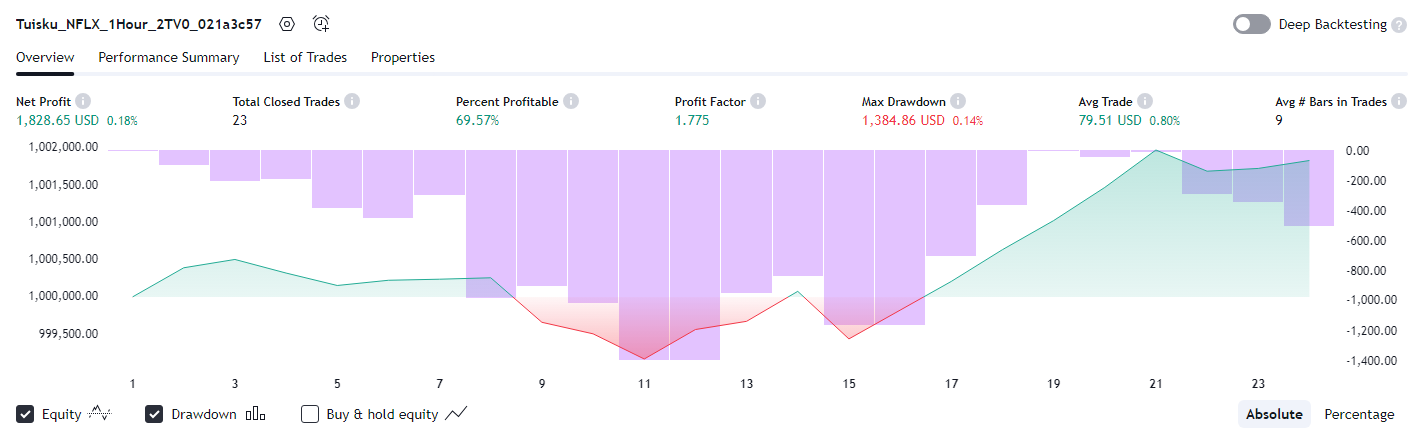 Tuisku_NFLX_1Hour_2TV0_021a3c57
Deep Backtesting ?
Overview Performance Summary List of Trades Properties
Net Profit Total Closed Trades Percent Profitable Profit Factor Max Drawdown Avg Trade Avg # Bars in Trades
1,828.65 USD 0.18% 23 69.57% 1.775 1,384.86 USD 0.14% 79.51 USD 0.80% 9
1,002,000.00 0.00
1,001,500.00 -200.00
1,001,000.00 -400.00
1,000,500.00 -600.00
-800.00
1,000,000.00 -1,000.00
999,500.00 -1,200.00
-1,400.00
1 3 5 7 9 11 13 15 17 19 21 23
Equity Drawdown Buy & hold equity Absolute Percentage